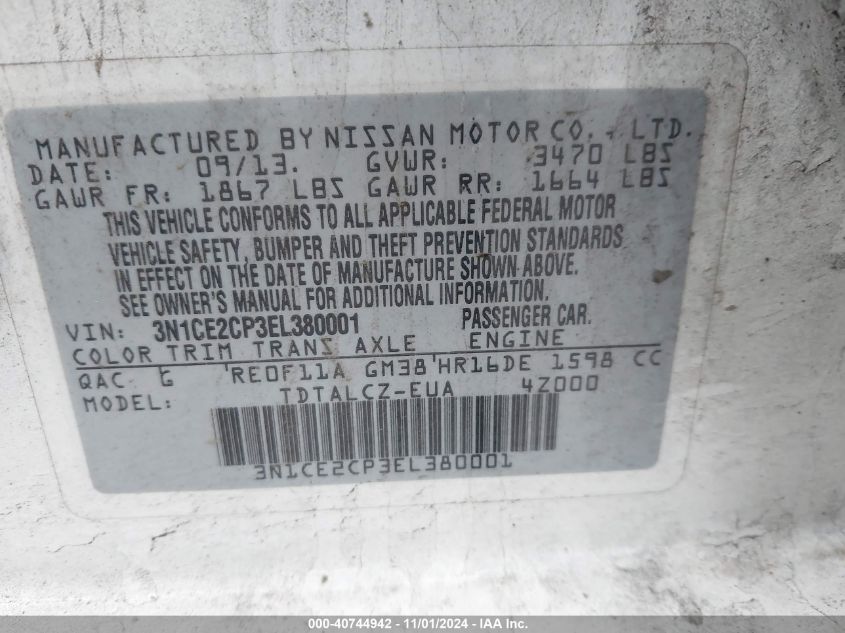 MANUFACTURED BY NISSAN MOTOR CO., LTD.
DATE: 09/13. GVWR: 3470 LBS
GAWR FR: 1867 LBS GAWR RR: 1664 LBS
THIS VEHICLE CONFORMS TO ALL APPLICABLE FEDERAL MOTOR
VEHICLE SAFETY, BUMPER AND THEFT PREVENTION STANDARDS
IN EFFECT ON THE DATE OF MANUFACTURE SHOWN ABOVE.
SEE OWNER'S MANUAL FOR ADDITIONAL INFORMATION.
VIN: 3N1CE2CP3EL380001 PASSENGER CAR.
COLOR TRIM TRANS AXLE ENGINE
QAC G RE0F11A GM38 HR16DE 1598 CC
MODEL: TDTALCZ-EUA 4Z000
3N1CE2CP3EL380001
000-40744942 - 11/01/2024 - IAA Inc.